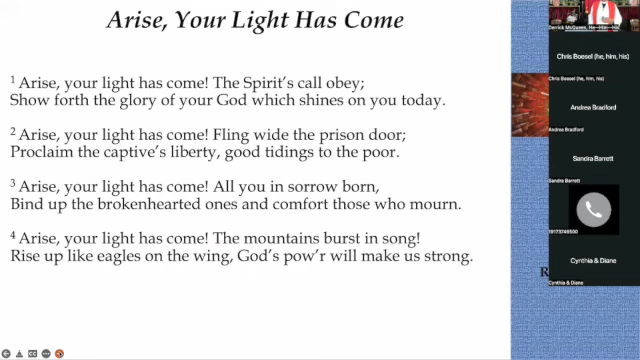 Arise, Your Light Has Come
1 Arise, your light has come! The Spirit's call obey;
Show forth the glory of your God which shines on you today.
2 Arise, your light has come! Fling wide the prison door;
Proclaim the captive's liberty, good tidings to the poor.
3 Arise, your light has come! All you in sorrow born,
Bind up the brokenhearted ones and comfort those who mourn.
4 Arise, your light has come! The mountains burst in song!
Rise up like eagles on the wing, God's pow'r will make us strong.
R
Derrick McQueen, He~Him~His
Chris Boesel (he, him, his)
Chris Boesel (he, him, his)
Andrea Bradford
Andrea Bradford
Sandra Barrett
Sandra Barrett
Cynthia & Diane
Cynthia & Diane